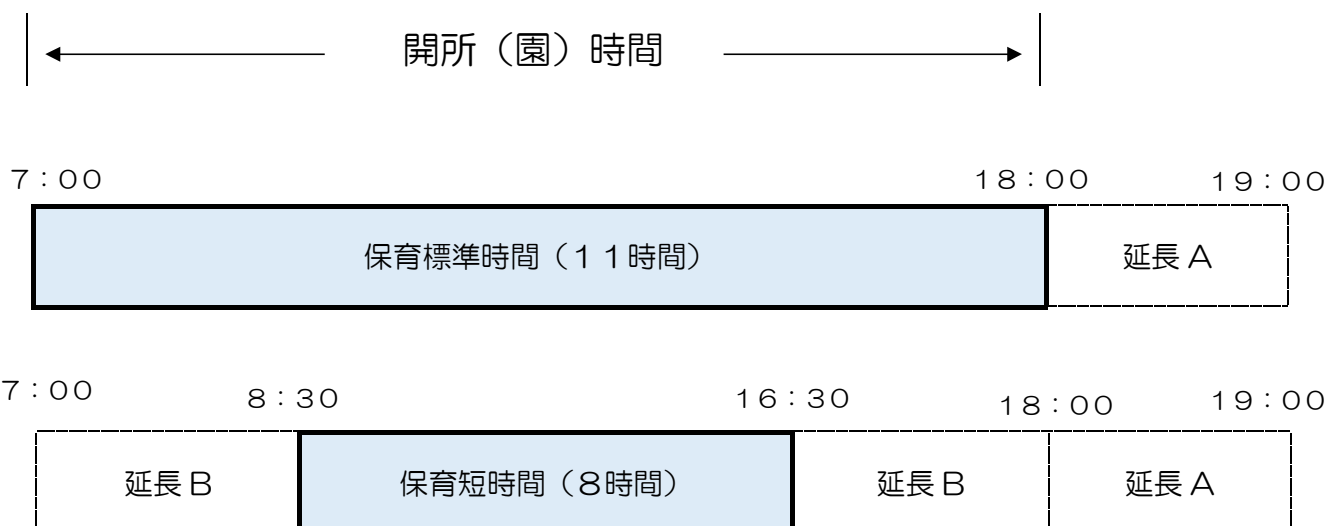 開所（園）時間
７：００ １８：００ １９：００
保育標準時間（１１時間） 延長Ａ
７：００ ８：３０ １６：３０ １８：００ １９：００
延長Ｂ 保育短時間（８時間） 延長Ｂ 延長Ａ